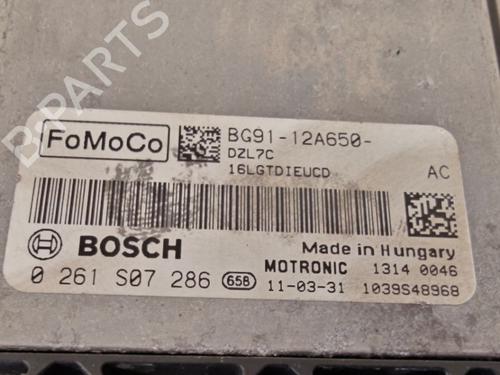 FoMoCo
BG91-12A650-
DZL7C
16LGTDIEUCD
AC
BOSCH
Made in Hungary
0 261 S07 286 658
MOTRONIC 1314 0046
11-03-31 1039S48968
B-PARTS